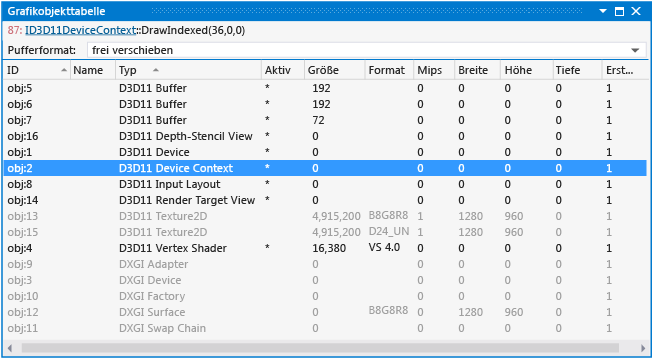 Grafikobjekttabelle
87: ID3D11DeviceContext::DrawIndexed(36,0,0)
Pufferformat: frei verschieben
ID Name Typ Aktiv Größe Format Mips Breite Höhe Tiefe Erst...
obj:5 D3D11 Buffer * 192 0 0 0 0 1
obj:6 D3D11 Buffer * 192 0 0 0 0 1
obj:7 D3D11 Buffer * 72 0 0 0 0 1
obj:16 D3D11 Depth-Stencil View * 0 0 0 0 0 1
obj:1 D3D11 Device * 0 0 0 0 0 1
obj:2 D3D11 Device Context * 0 0 0 0 0 1
obj:8 D3D11 Input Layout * 0 0 0 0 0 1
obj:14 D3D11 Render Target View * 0 0 0 0 0 1
obj:13 D3D11 Texture2D 4,915,200 B8G8R8 1 1280 960 0 1
obj:15 D3D11 Texture2D 4,915,200 D24_UN 1 1280 960 0 1
obj:4 D3D11 Vertex Shader * 16,380 VS 4.0 0 0 0 0 1
obj:9 DXGI Adapter 0 0 0 0 0 1
obj:3 DXGI Device 0 0 0 0 0 1
obj:10 DXGI Factory 0 0 0 0 0 1
obj:12 DXGI Surface 0 B8G8R8 0 1280 960 0 1
obj:11 DXGI Swap Chain 0 0 0 0 0 1